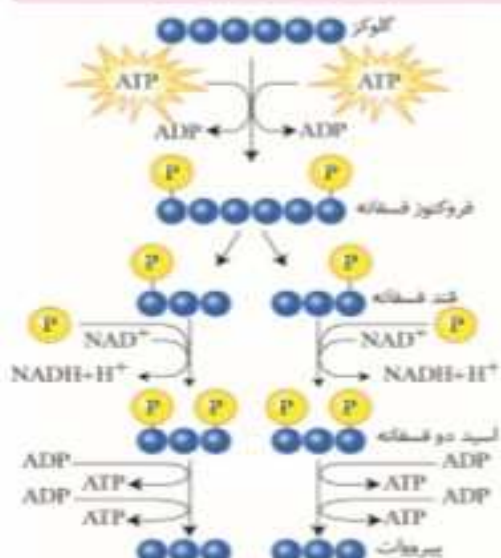 گلوکز
ATP ATP
ADP ADP
P P
فروکتوز فسفاته
P P
قند فسفاته
P P
NAD⁺ NAD⁺
NADH+H⁺ NADH+H⁺
P P P P
اسید دو فسفاته
ADP ADP
ATP ATP
ADP ADP
ATP ATP
پیرووات